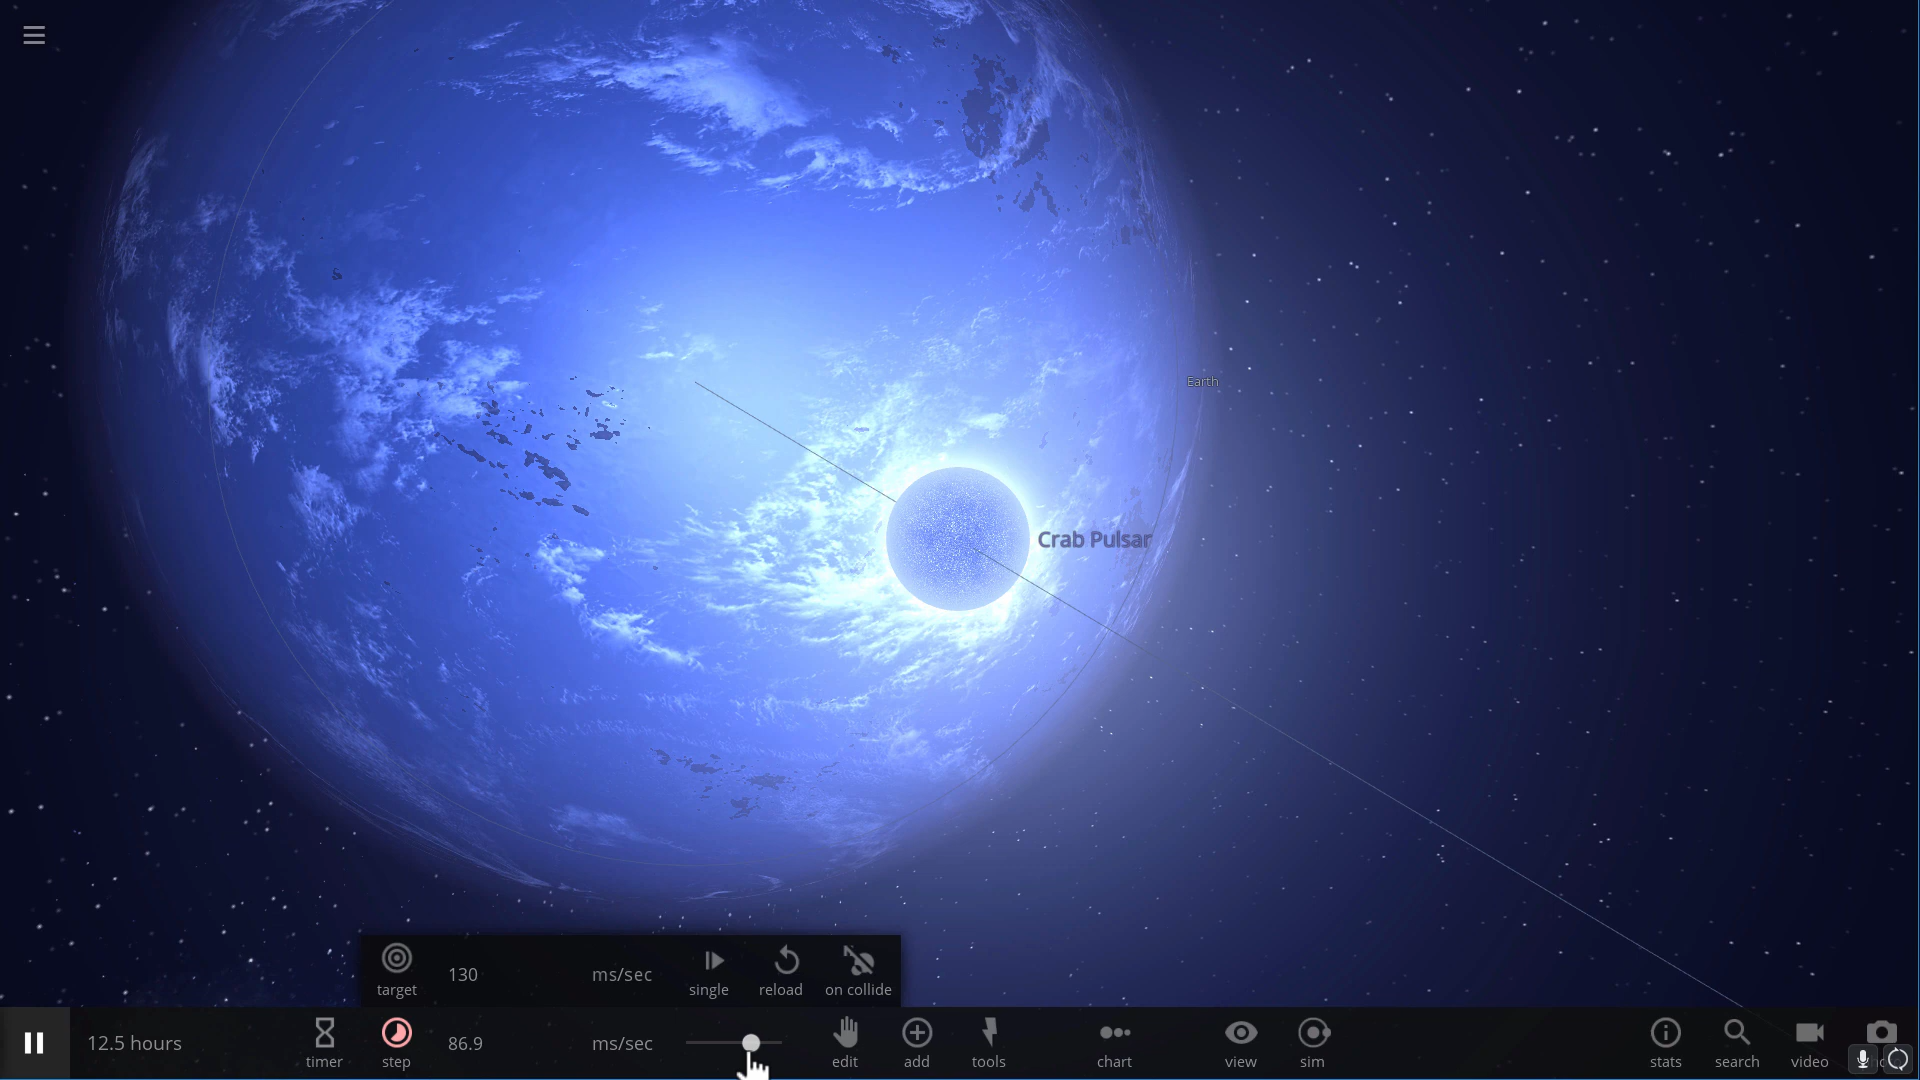 Earth
Crab Pulsar
130 ms/sec
target single reload on collide
12.5 hours 86.9 ms/sec
timer step edit add tools chart view sim stats search video